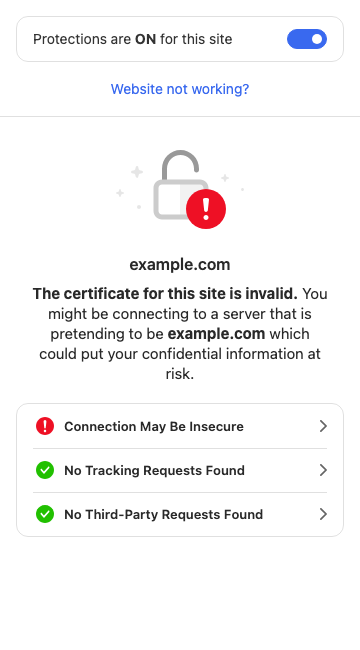 Protections are ON for this site
Website not working?
example.com
The certificate for this site is invalid. You
might be connecting to a server that is
pretending to be example.com which
could put your confidential information at
risk.
Connection May Be Insecure
No Tracking Requests Found
No Third-Party Requests Found